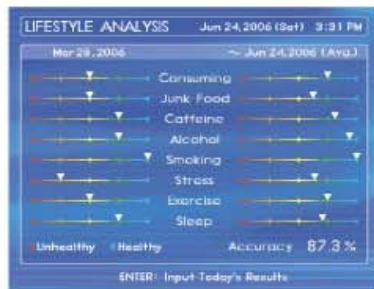 LIFESTYLE ANALYSIS Jun 24,2006 (Sat) 3:31 PM
Mar 28,2006 ~ Jun 24,2006 (Avg.)
Consuming
Junk Food
Caffeine
Alcohol
Smoking
Stress
Exercise
Sleep
Unhealthy Healthy Accuracy 87.3 %
ENTER: Input Today's Results